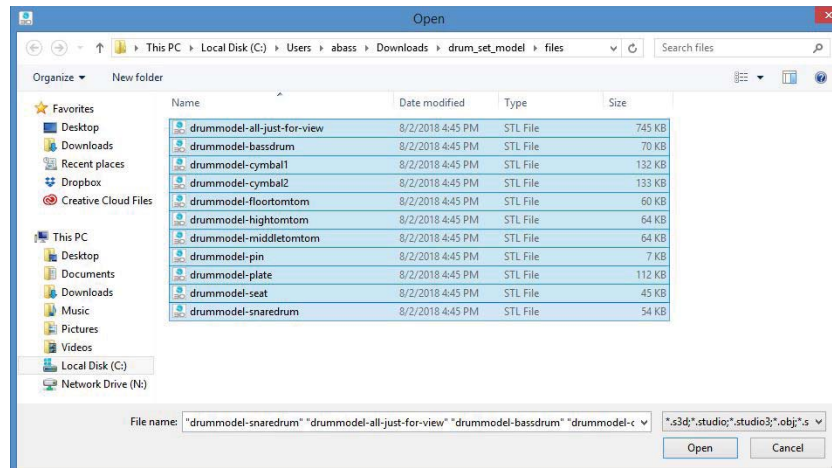 Open
This PC Local Disk (C:) Users abass Downloads drum_set_model files Search files
Organize New folder
Name Date modified Type Size
Favorites
Desktop
Downloads
Recent places
Dropbox
Creative Cloud Files
This PC
Desktop
Documents
Downloads
Music
Pictures
Videos
Local Disk (C:)
Network Drive (N:)
drummodel-all-just-for-view 8/2/2018 4:45 PM STL File 745 KB
drummodel-bassdrum 8/2/2018 4:45 PM STL File 70 KB
drummodel-cymbal1 8/2/2018 4:45 PM STL File 132 KB
drummodel-cymbal2 8/2/2018 4:45 PM STL File 133 KB
drummodel-floortomtom 8/2/2018 4:45 PM STL File 60 KB
drummodel-hightomtom 8/2/2018 4:45 PM STL File 64 KB
drummodel-middletomtom 8/2/2018 4:45 PM STL File 64 KB
drummodel-pin 8/2/2018 4:45 PM STL File 7 KB
drummodel-plate 8/2/2018 4:45 PM STL File 112 KB
drummodel-seat 8/2/2018 4:45 PM STL File 45 KB
drummodel-snaredrum 8/2/2018 4:45 PM STL File 54 KB
File name: "drummodel-snaredrum" "drummodel-all-just-for-view" "drummodel-bassdrum" "drummodel-c *.s3d;*.studio;*.studio3;*.obj;*.s
Open Cancel